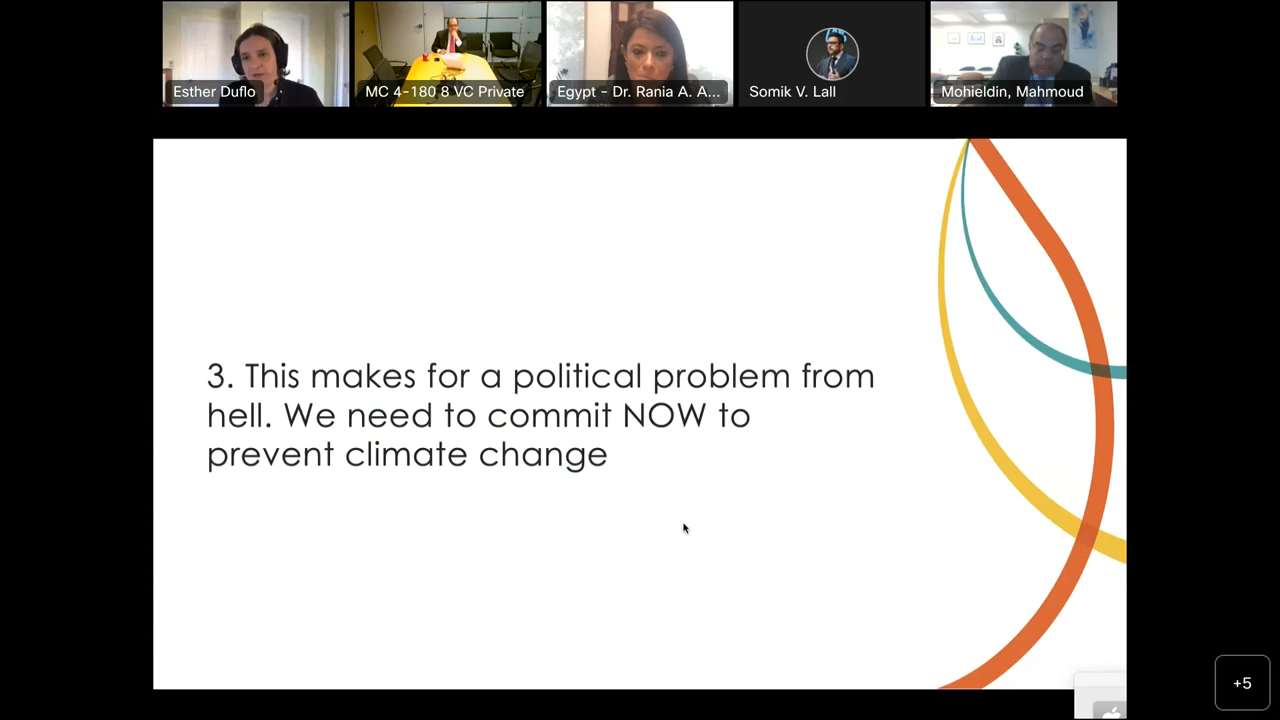 Esther Duflo
MC 4-180 8 VC Private
Egypt - Dr. Rania A. A...
Somik V. Lall
Mohieldin, Mahmoud
3. This makes for a political problem from
hell. We need to commit NOW to
prevent climate change
+5